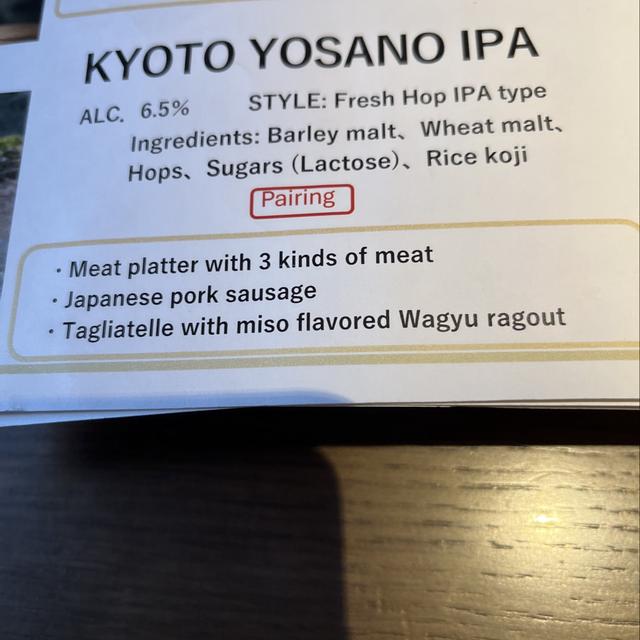 KYOTO YOSANO IPA
ALC. 6.5% STYLE: Fresh Hop IPA type
Ingredients: Barley malt、Wheat malt、
Hops、Sugars (Lactose)、Rice koji
Pairing
・Meat platter with 3 kinds of meat
・Japanese pork sausage
・Tagliatelle with miso flavored Wagyu ragout